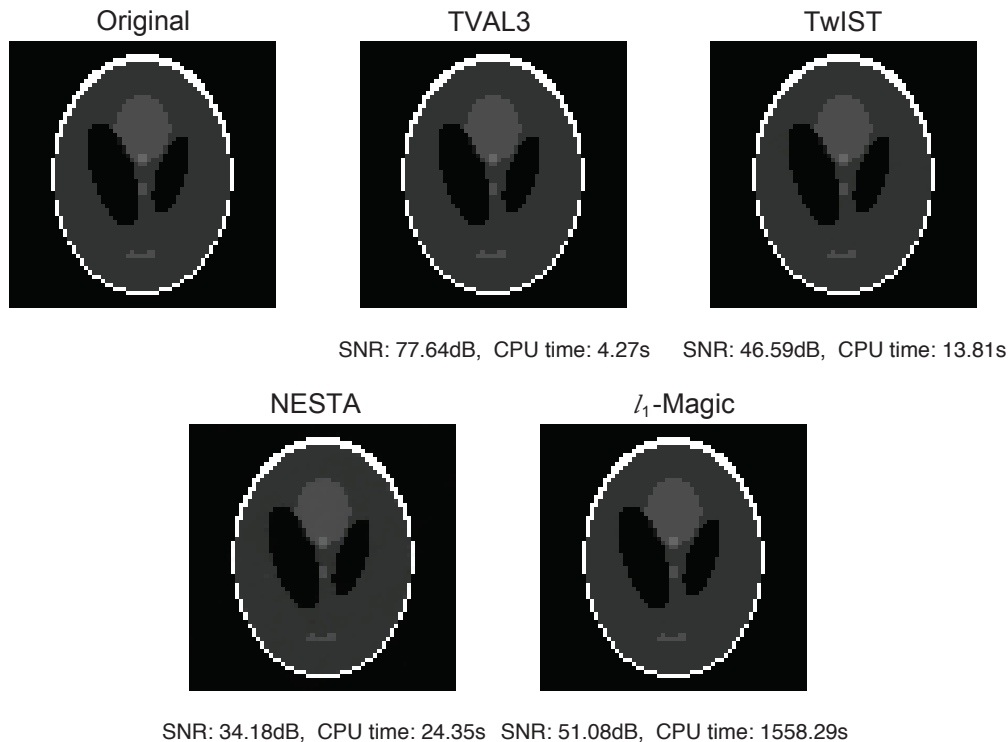 Original
TVAL3
TwIST
SNR: 77.64dB, CPU time: 4.27s
SNR: 46.59dB, CPU time: 13.81s
NESTA
l₁-Magic
SNR: 34.18dB, CPU time: 24.35s
SNR: 51.08dB, CPU time: 1558.29s